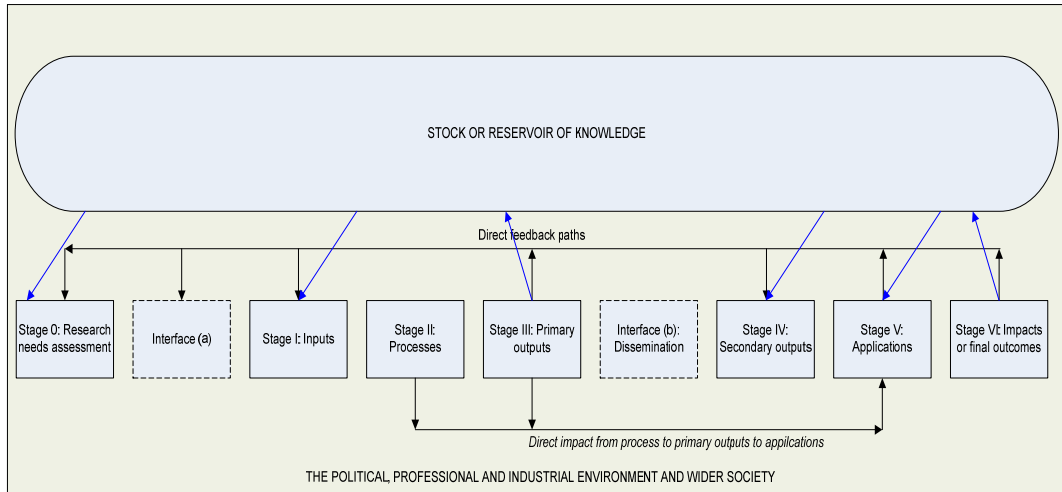 STOCK OR RESERVOIR OF KNOWLEDGE
Direct feedback paths
Stage 0: Research
needs assessment
Interface (a)
Stage I: Inputs
Stage II:
Processes
Stage III: Primary
outputs
Interface (b):
Dissemination
Stage IV:
Secondary outputs
Stage V:
Applications
Stage VI: Impacts
or final outcomes
Direct impact from process to primary outputs to appilcations
THE POLITICAL, PROFESSIONAL AND INDUSTRIAL ENVIRONMENT AND WIDER SOCIETY